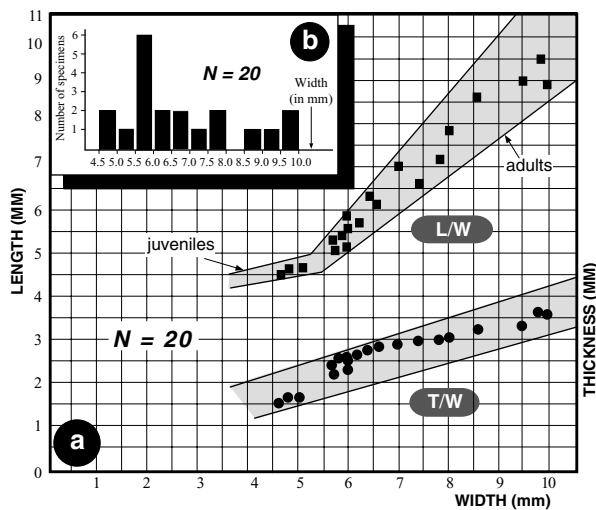 11
10
9
8
7
6
5
4
3
2
1
0
LENGTH (MM)
6
5
4
3
2
1
Number of specimens
b
N = 20
Width
(in mm)
4.5 5.0 5.5 6.0 6.5 7.0 7.5 8.0 8.5 9.0 9.5 10.0
adults
L/W
juveniles
N = 20
THICKNESS (MM)
T/W
a
1 2 3 4 5 6 7 8 9 10
WIDTH (mm)